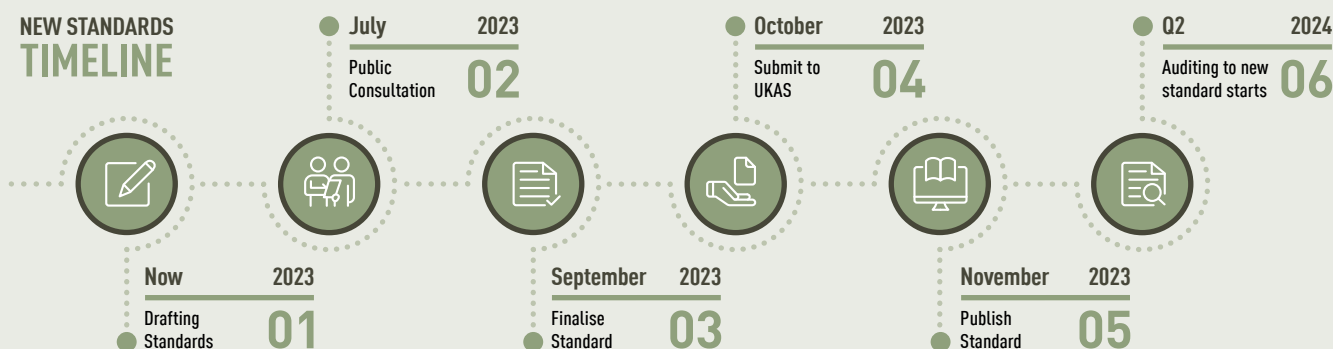 NEW STANDARDS
TIMELINE
Now 2023
Drafting
Standards
01
July 2023
Public
Consultation
02
September 2023
Finalise
Standard
03
October 2023
Submit to
UKAS
04
November 2023
Publish
Standard
05
Q2 2024
Auditing to new
standard starts
06